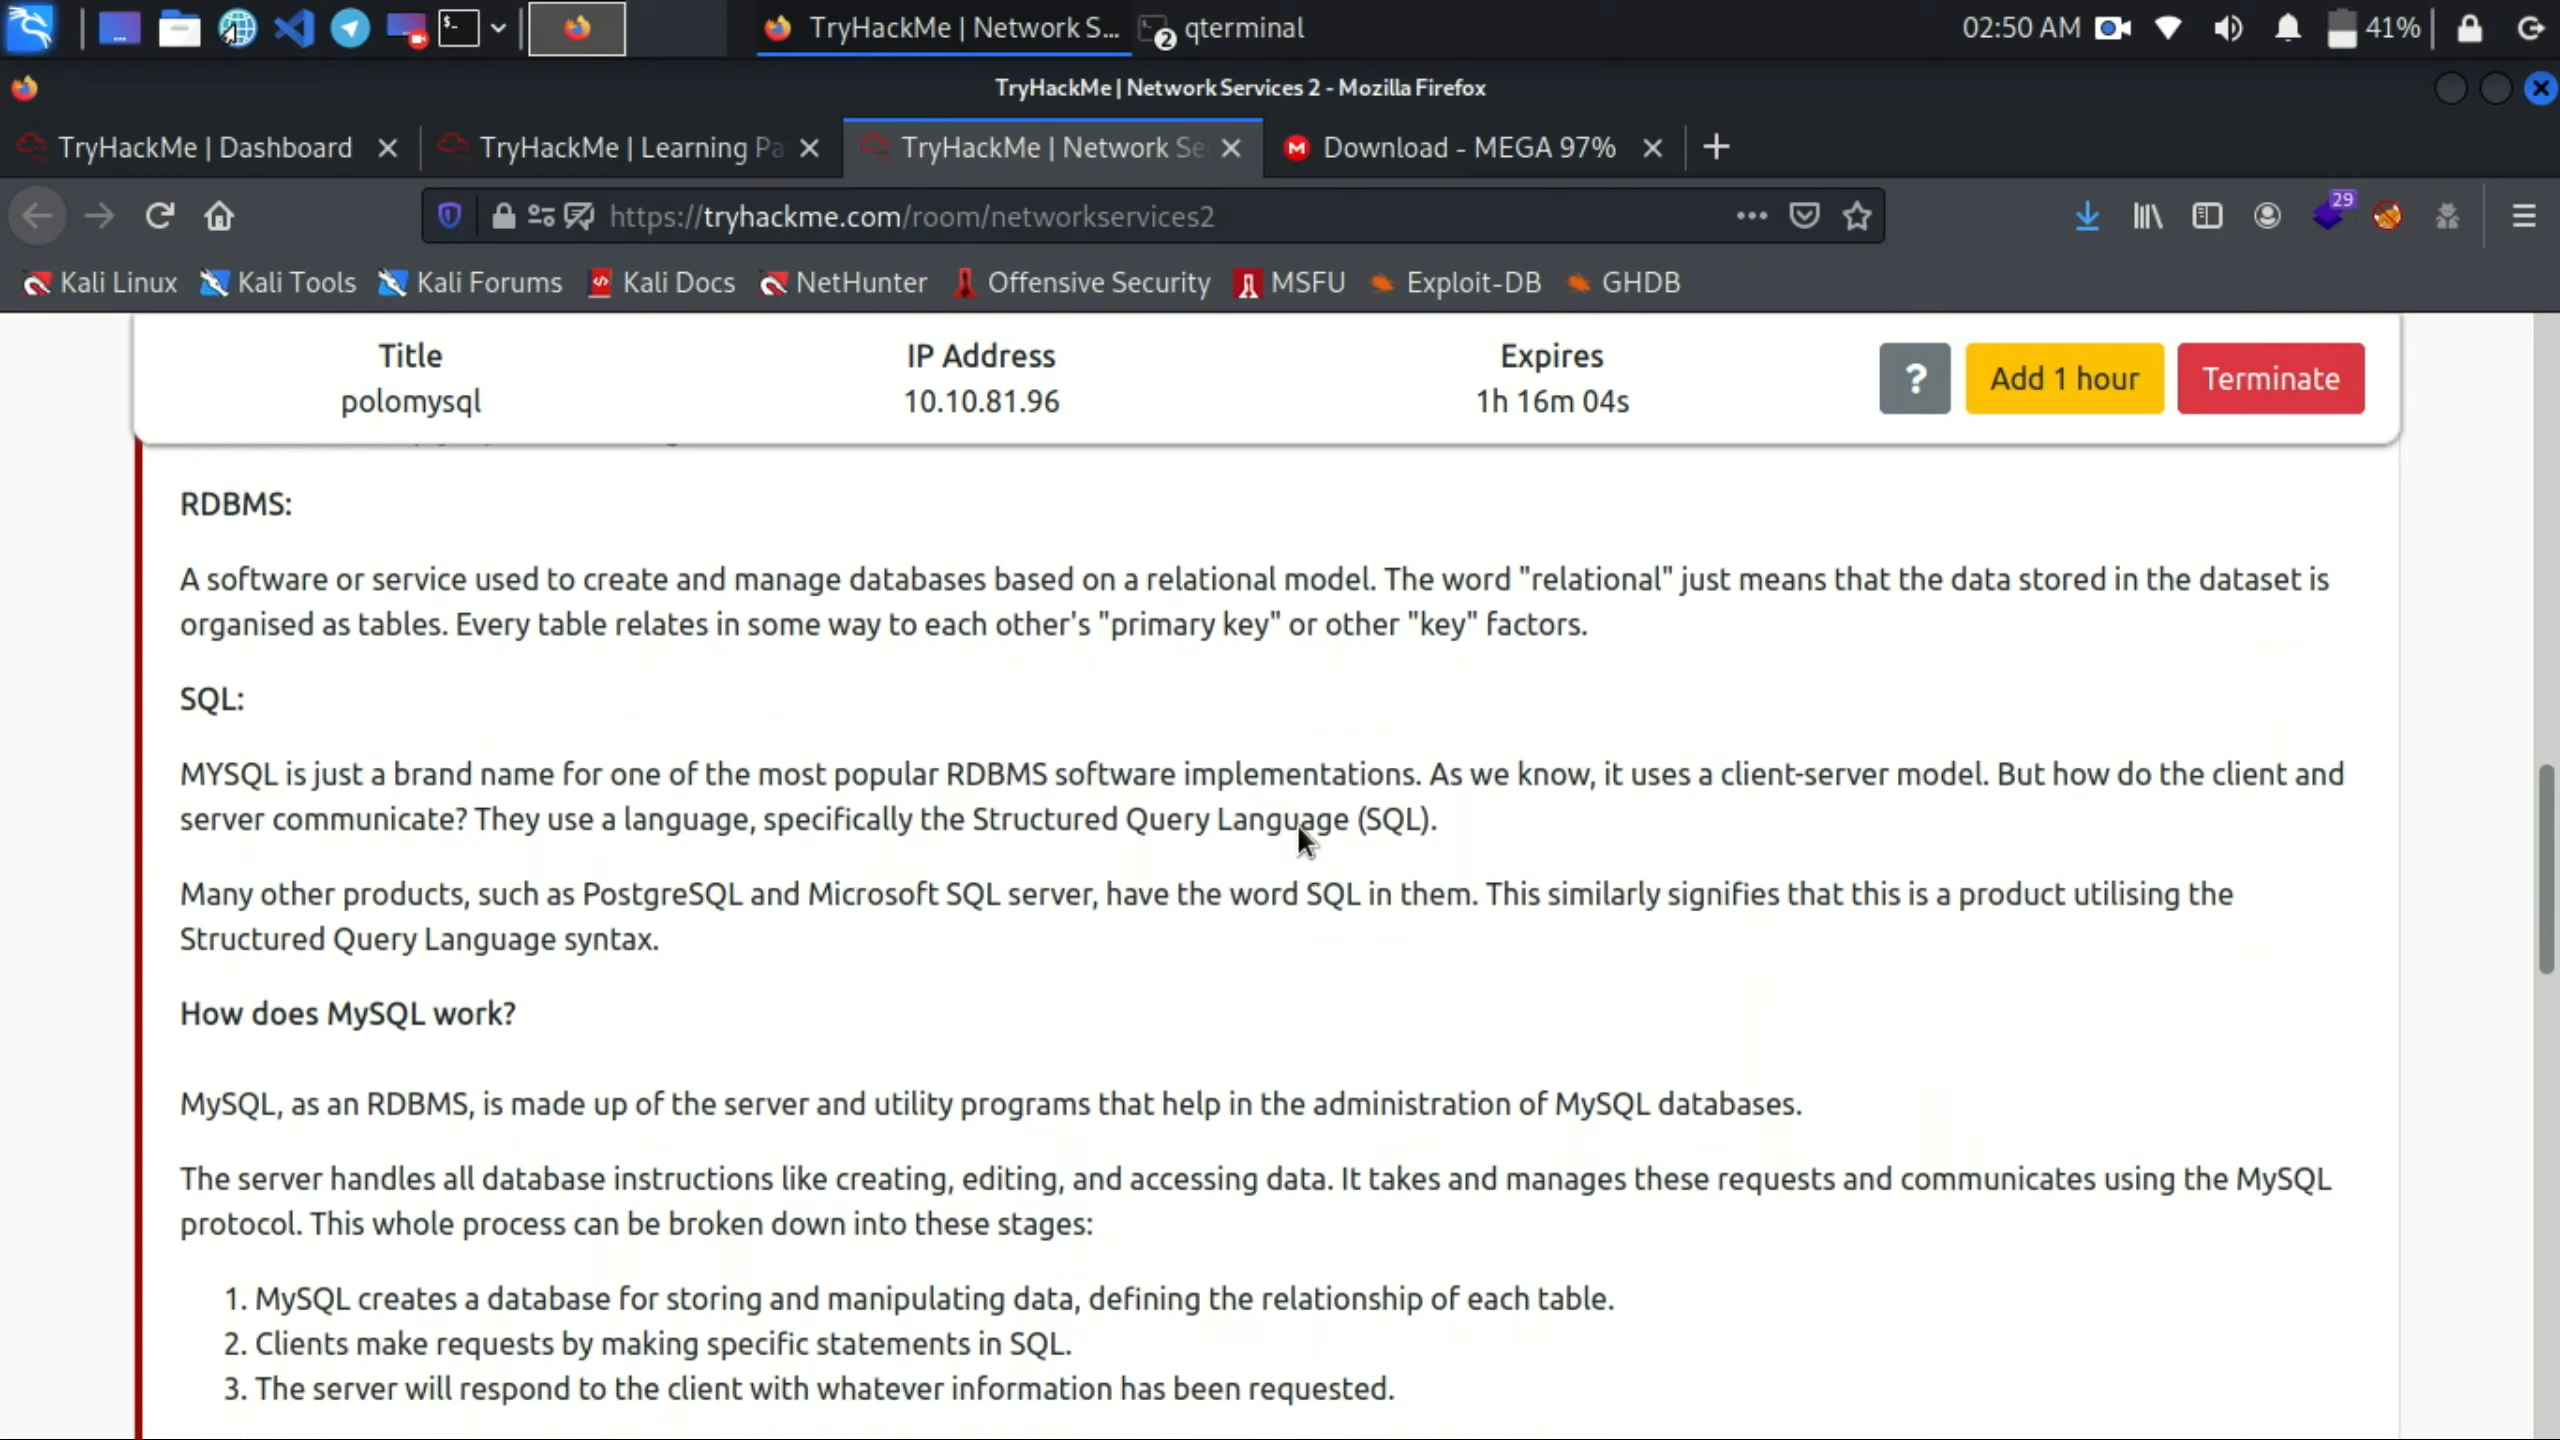 TryHackMe | Network S...
2 qterminal
02:50 AM
41%
TryHackMe | Network Services 2 - Mozilla Firefox
TryHackMe | Dashboard
TryHackMe | Learning Pa
TryHackMe | Network Se
Download - MEGA 97%
https://tryhackme.com/room/networkservices2
29
Kali Linux Kali Tools Kali Forums Kali Docs NetHunter Offensive Security MSFU Exploit-DB GHDB
Title IP Address Expires
polomysql 10.10.81.96 1h 16m 04s
? Add 1 hour Terminate
RDBMS:
A software or service used to create and manage databases based on a relational model. The word "relational" just means that the data stored in the dataset is
organised as tables. Every table relates in some way to each other's "primary key" or other "key" factors.
SQL:
MYSQL is just a brand name for one of the most popular RDBMS software implementations. As we know, it uses a client-server model. But how do the client and
server communicate? They use a language, specifically the Structured Query Language (SQL).
Many other products, such as PostgreSQL and Microsoft SQL server, have the word SQL in them. This similarly signifies that this is a product utilising the
Structured Query Language syntax.
How does MySQL work?
MySQL, as an RDBMS, is made up of the server and utility programs that help in the administration of MySQL databases.
The server handles all database instructions like creating, editing, and accessing data. It takes and manages these requests and communicates using the MySQL
protocol. This whole process can be broken down into these stages:
1. MySQL creates a database for storing and manipulating data, defining the relationship of each table.
2. Clients make requests by making specific statements in SQL.
3. The server will respond to the client with whatever information has been requested.